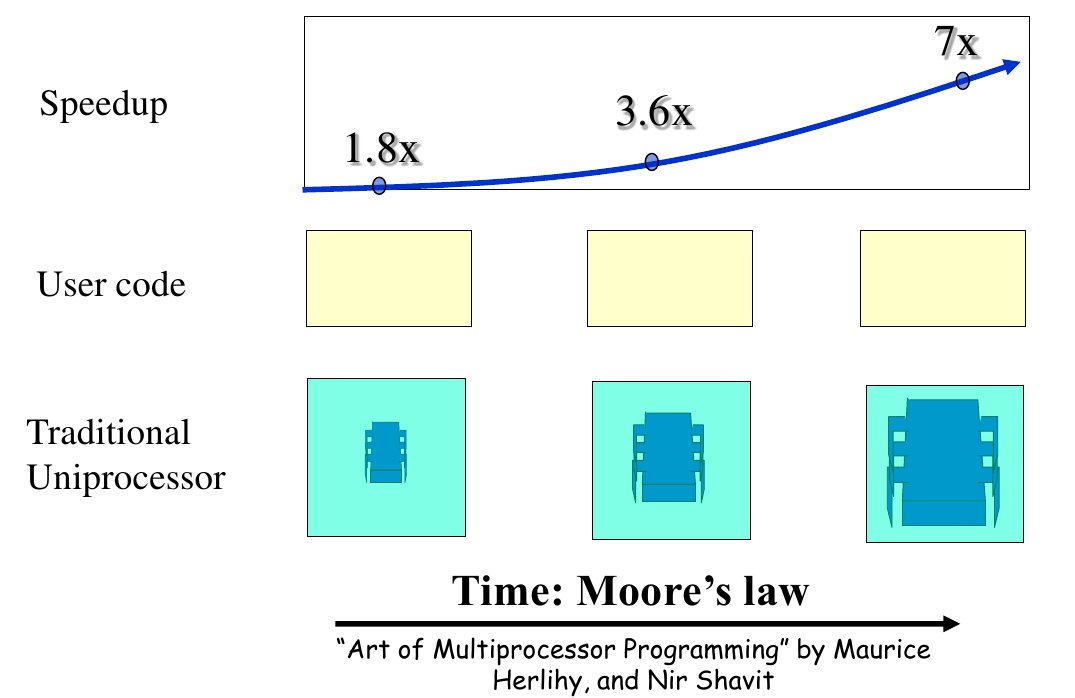 7x
3.6x
1.8x
Speedup
User code
Traditional
Uniprocessor
Time: Moore’s law
“Art of Multiprocessor Programming” by Maurice
Herlihy, and Nir Shavit